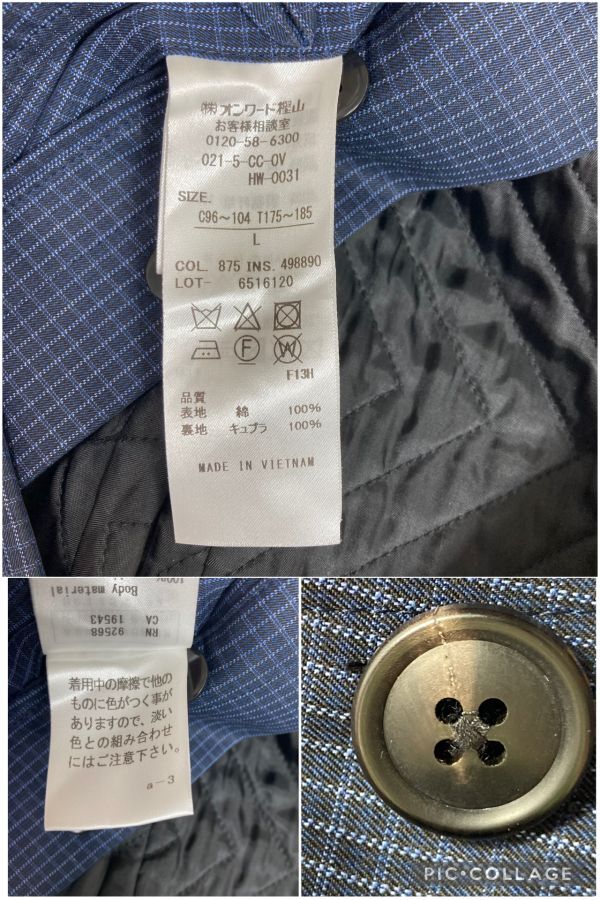 (株)オンワード樫山
お客様相談室
0120-58-6300
021-5-CC-OV
HW-0031
SIZE.
C96～104 T175～185
L
COL. 875 INS. 498890
LOT- 6516120
F
W
F13H
品質
表地 綿 100%
裏地 キュプラ 100%
MADE IN VIETNAM
Body material
CA 19543
RN 92568
着用中の摩擦で他の
ものに色がつく事が
ありますので、淡い
色との組み合わせ
にはご注意下さい。
a-3
PIC•COLLAGE